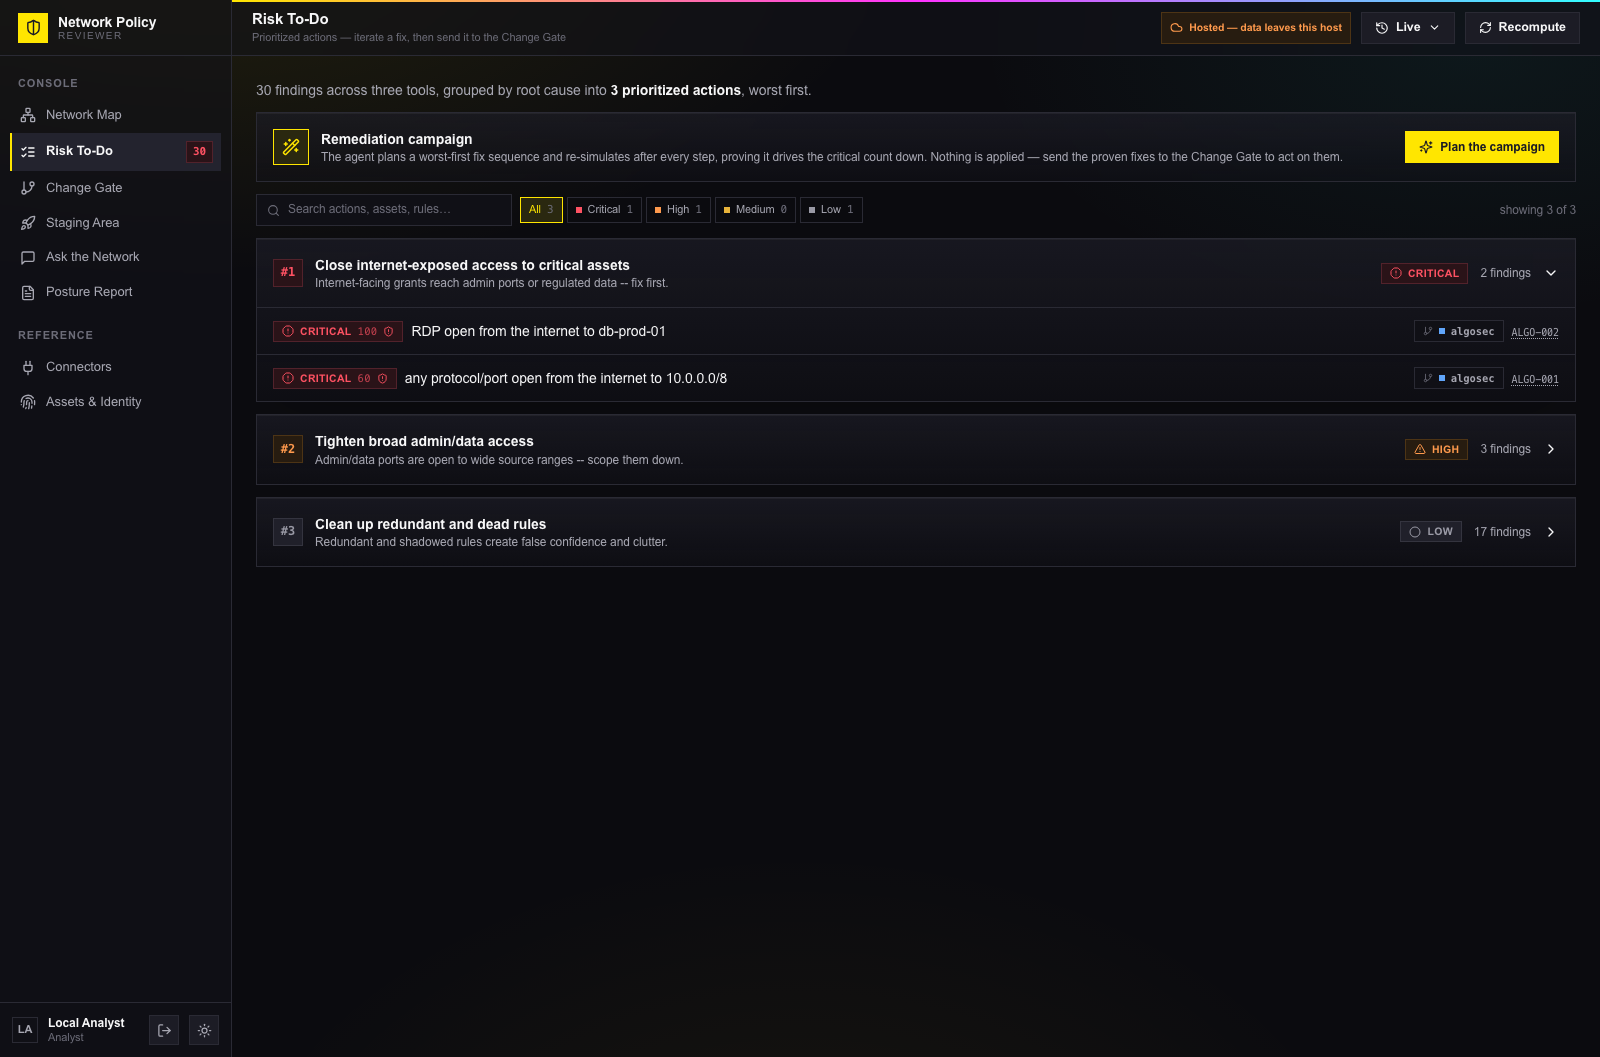 Network Policy
REVIEWER
CONSOLE
Network Map
Risk To-Do 30
Change Gate
Staging Area
Ask the Network
Posture Report
REFERENCE
Connectors
Assets & Identity
LA
Local Analyst
Analyst
Risk To-Do
Prioritized actions — iterate a fix, then send it to the Change Gate
Hosted — data leaves this host
Live
Recompute
30 findings across three tools, grouped by root cause into 3 prioritized actions, worst first.
Remediation campaign
The agent plans a worst-first fix sequence and re-simulates after every step, proving it drives the critical count down. Nothing is applied — send the proven fixes to the Change Gate to act on them.
Plan the campaign
Search actions, assets, rules…
All 3
Critical 1
High 1
Medium 0
Low 1
showing 3 of 3
#1
Close internet-exposed access to critical assets
Internet-facing grants reach admin ports or regulated data -- fix first.
CRITICAL
2 findings
CRITICAL 100 RDP open from the internet to db-prod-01 algosec ALGO-002
CRITICAL 60 any protocol/port open from the internet to 10.0.0.0/8 algosec ALGO-001
#2
Tighten broad admin/data access
Admin/data ports are open to wide source ranges -- scope them down.
HIGH
3 findings
#3
Clean up redundant and dead rules
Redundant and shadowed rules create false confidence and clutter.
LOW
17 findings